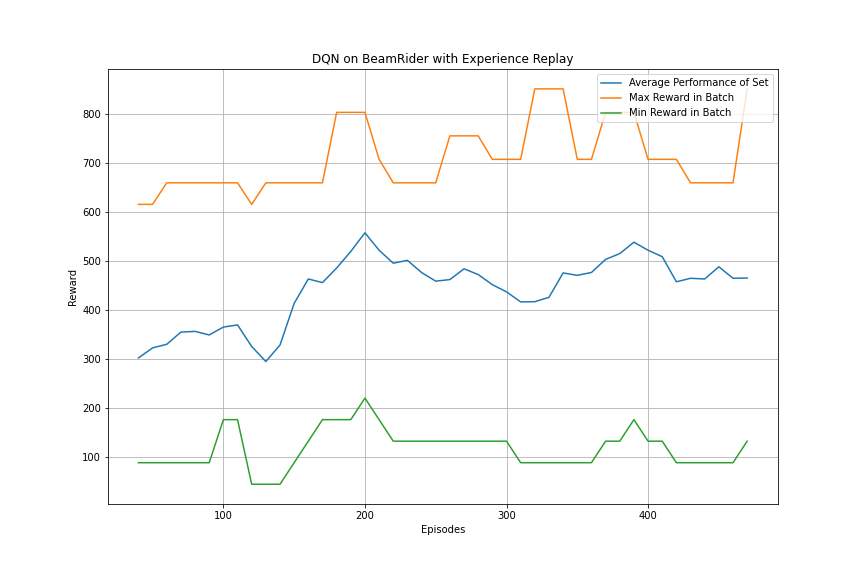 DQN on BeamRider with Experience Replay
Average Performance of Set
Max Reward in Batch
Min Reward in Batch
800
700
600
500
400
300
200
100
Reward
100 200 300 400
Episodes